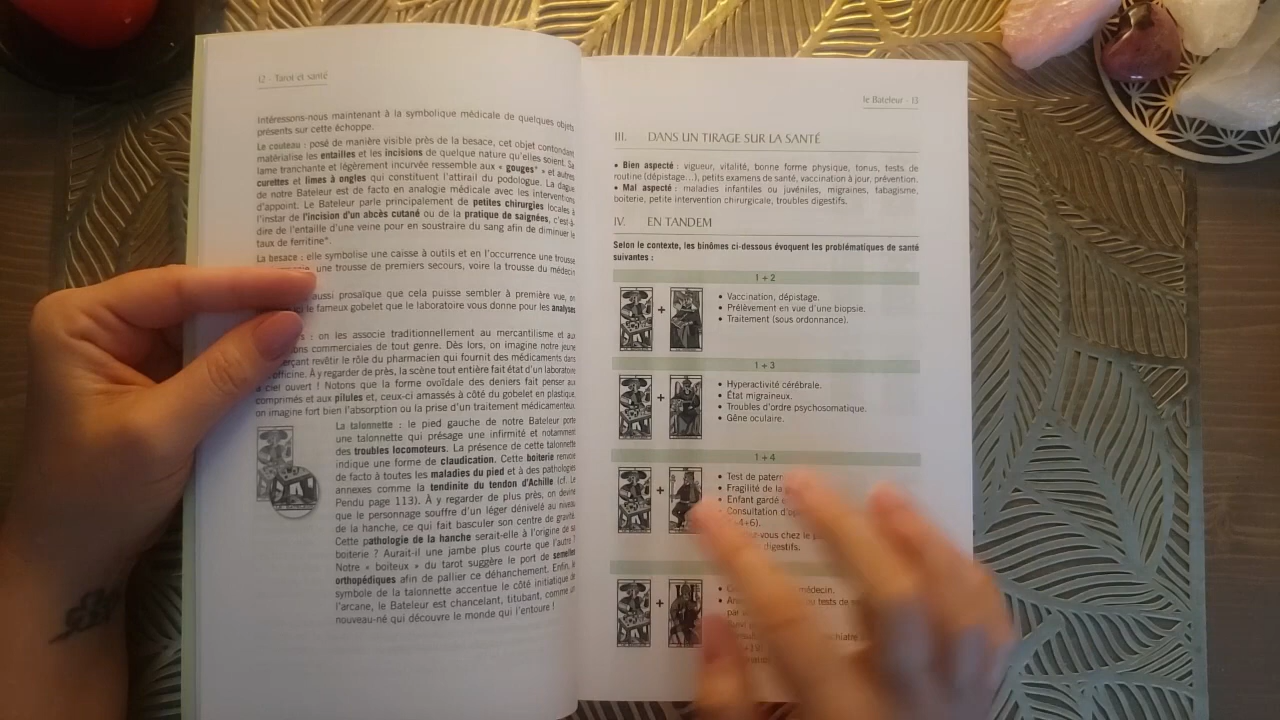 12 - Tarot et santé
Intéressons-nous maintenant à la symbolique médicale de quelques objets
présents sur cette échoppe.
Le couteau : posé de manière visible près de la besace, cet objet contondant
matérialise les entailles et les incisions de quelque nature qu'elles soient. Sa
lame tranchante et légèrement incurvée ressemble aux « gouges* » et autres
curettes et limes à ongles qui constituent l'attirail du podologue. La dague
de notre Bateleur est de facto en analogie médicale avec les interventions
d'appoint. Le Bateleur parle principalement de petites chirurgies locales à
l'instar de l'incision d'un abcès cutané ou de la pratique de saignées, c'est-à-
dire de l'entaille d'une veine pour en soustraire du sang afin de diminuer le
taux de ferritine*.
La besace : elle symbolise une caisse à outils et en l'occurrence une trousse
une trousse de premiers secours, voire la trousse du médecin
aussi prosaïque que cela puisse sembler à première vue, on
le fameux gobelet que le laboratoire vous donne pour les analyses
: on les associe traditionnellement au mercantilisme et aux
commerciales de tout genre. Dès lors, on imagine notre jeune
revêtir le rôle du pharmacien qui fournit des médicaments dans
officine. À y regarder de près, la scène tout entière fait état d'un laboratoire
à ciel ouvert ! Notons que la forme ovoïdale des deniers fait penser aux
comprimés et aux pilules et, ceux-ci amassés à côté du gobelet en plastique,
on imagine fort bien l'absorption ou la prise d'un traitement médicamenteux.
La talonnette : le pied gauche de notre Bateleur porte
une talonnette qui présage une infirmité et notamment
des troubles locomoteurs. La présence de cette talonnette
indique une forme de claudication. Cette boiterie renvoie
de facto à toutes les maladies du pied et à des pathologies
annexes comme la tendinite du tendon d'Achille (cf. Le
Pendu page 113). À y regarder de plus près, on devine
que le personnage souffre d'un léger dénivelé au niveau
de la hanche, ce qui fait basculer son centre de gravité.
Cette pathologie de la hanche serait-elle à l'origine de sa
boiterie ? Aurait-il une jambe plus courte que l'autre ?
Notre « boiteux » du tarot suggère le port de semelles
orthopédiques afin de pallier ce déhanchement. Enfin, le
symbole de la talonnette accentue le côté initiatique de
l'arcane, le Bateleur est chancelant, titubant, comme un
nouveau-né qui découvre le monde qui l'entoure !
le Bateleur - 13
III. DANS UN TIRAGE SUR LA SANTÉ
• Bien aspecté : vigueur, vitalité, bonne forme physique, tonus, tests de
routine (dépistage...), petits examens de santé, vaccination à jour, prévention.
• Mal aspecté : maladies infantiles ou juvéniles, migraines, tabagisme,
boiterie, petite intervention chirurgicale, troubles digestifs.
IV. EN TANDEM
Selon le contexte, les binômes ci-dessous évoquent les problématiques de santé
suivantes :
1 + 2
+
• Vaccination, dépistage.
• Prélèvement en vue d'une biopsie.
• Traitement (sous ordonnance).
1 + 3
+
• Hyperactivité cérébrale.
• État migraineux.
• Troubles d'ordre psychosomatique.
• Gêne oculaire.
1 + 4
+
• Test de
• Fragilité de la
• Enfant gardé
• Consultation
+4+6).
chez le
digestifs.
+
médecin.
tests de
par